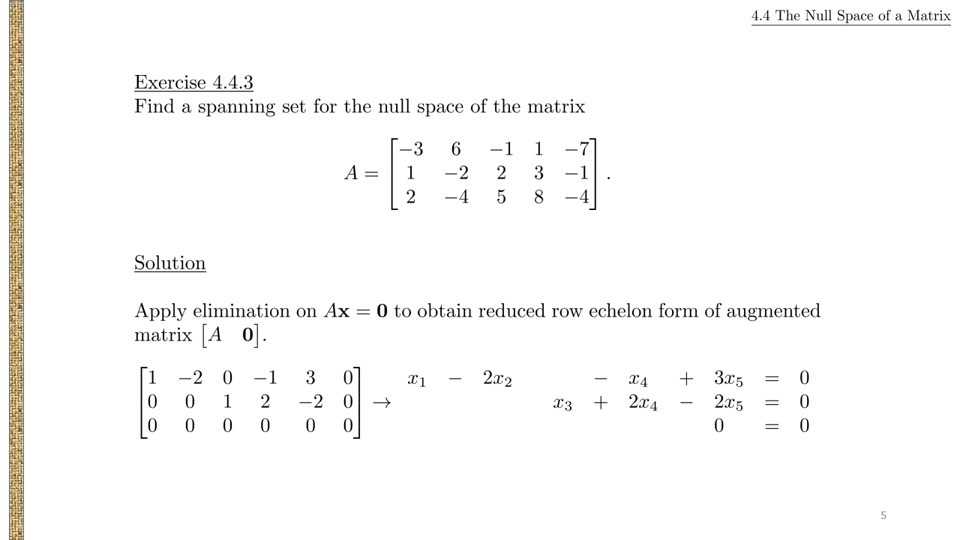 4.4 The Null Space of a Matrix
Exercise 4.4.3
Find a spanning set for the null space of the matrix
A = [−3 6 −1 1 −7
1 −2 2 3 −1
2 −4 5 8 −4] .
Solution
Apply elimination on Ax = 0 to obtain reduced row echelon form of augmented
matrix [A 0].
[1 −2 0 −1 3 0
0 0 1 2 −2 0
0 0 0 0 0 0] →
x₁ − 2x₂ − x₄ + 3x₅ = 0
x₃ + 2x₄ − 2x₅ = 0
0 = 0
5